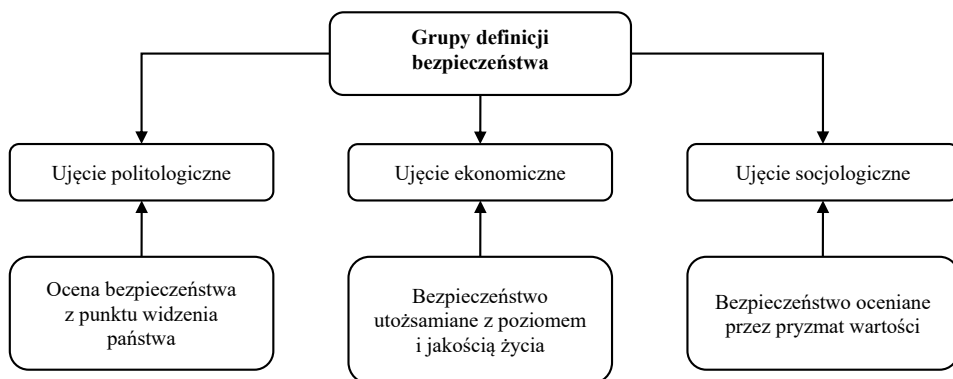 Grupy definicji
bezpieczeństwa
Ujęcie politologiczne
Ujęcie ekonomiczne
Ujęcie socjologiczne
Ocena bezpieczeństwa
z punktu widzenia
państwa
Bezpieczeństwo
utożsamiane z poziomem
i jakością życia
Bezpieczeństwo oceniane
przez pryzmat wartości